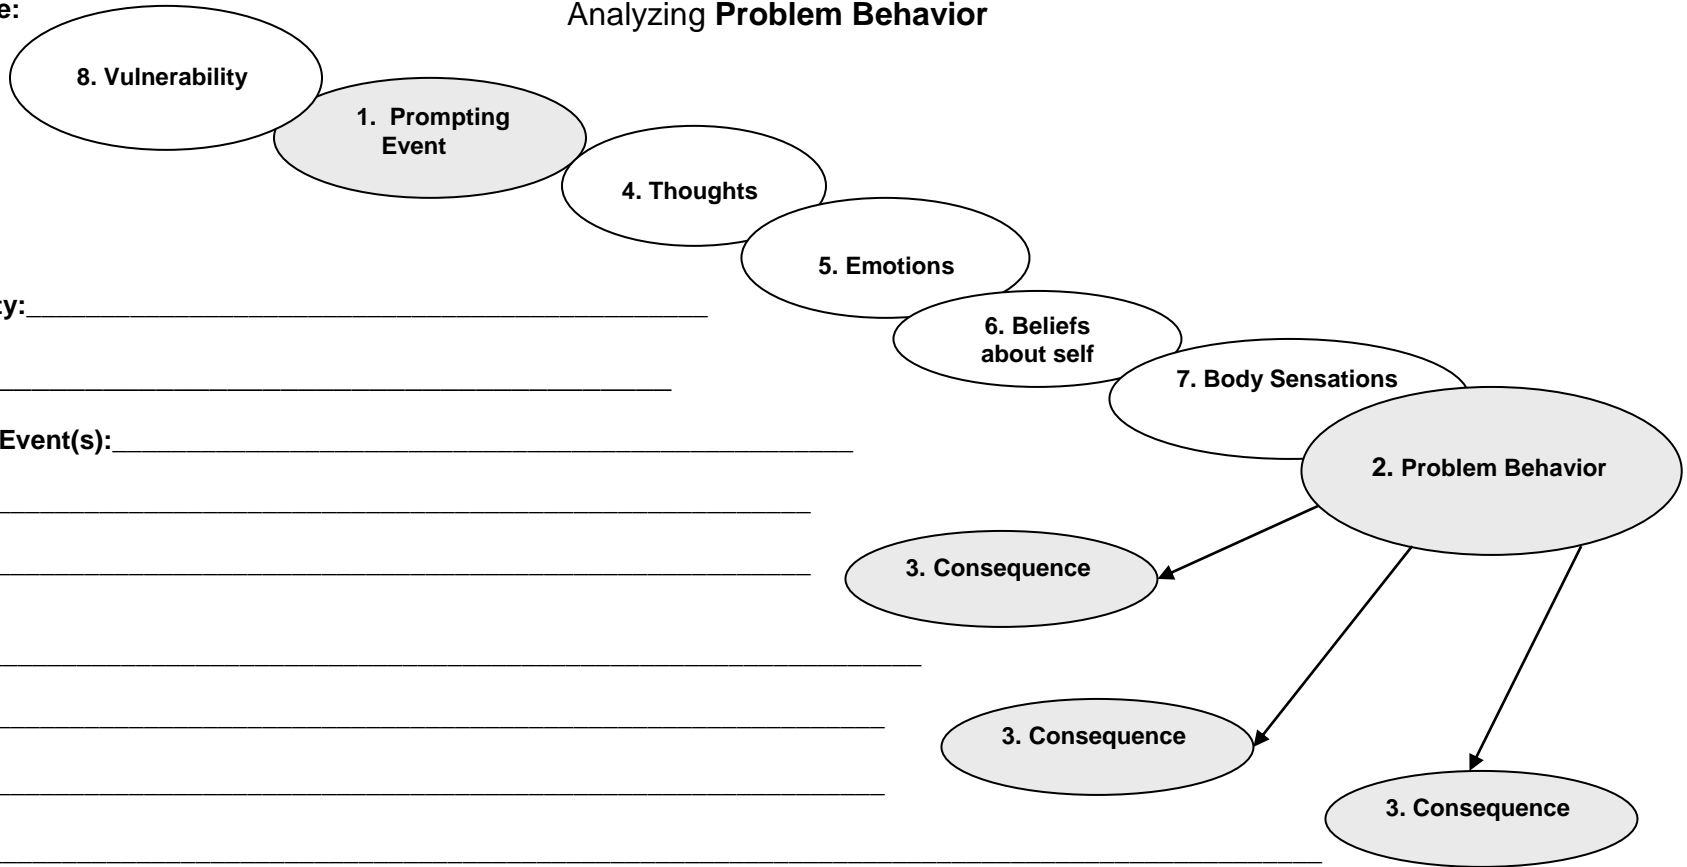 e:
Analyzing Problem Behavior
8. Vulnerability
1. Prompting
Event
4. Thoughts
5. Emotions
ty:
6. Beliefs
about self
7. Body Sensations
Event(s):
2. Problem Behavior
3. Consequence
3. Consequence
3. Consequence